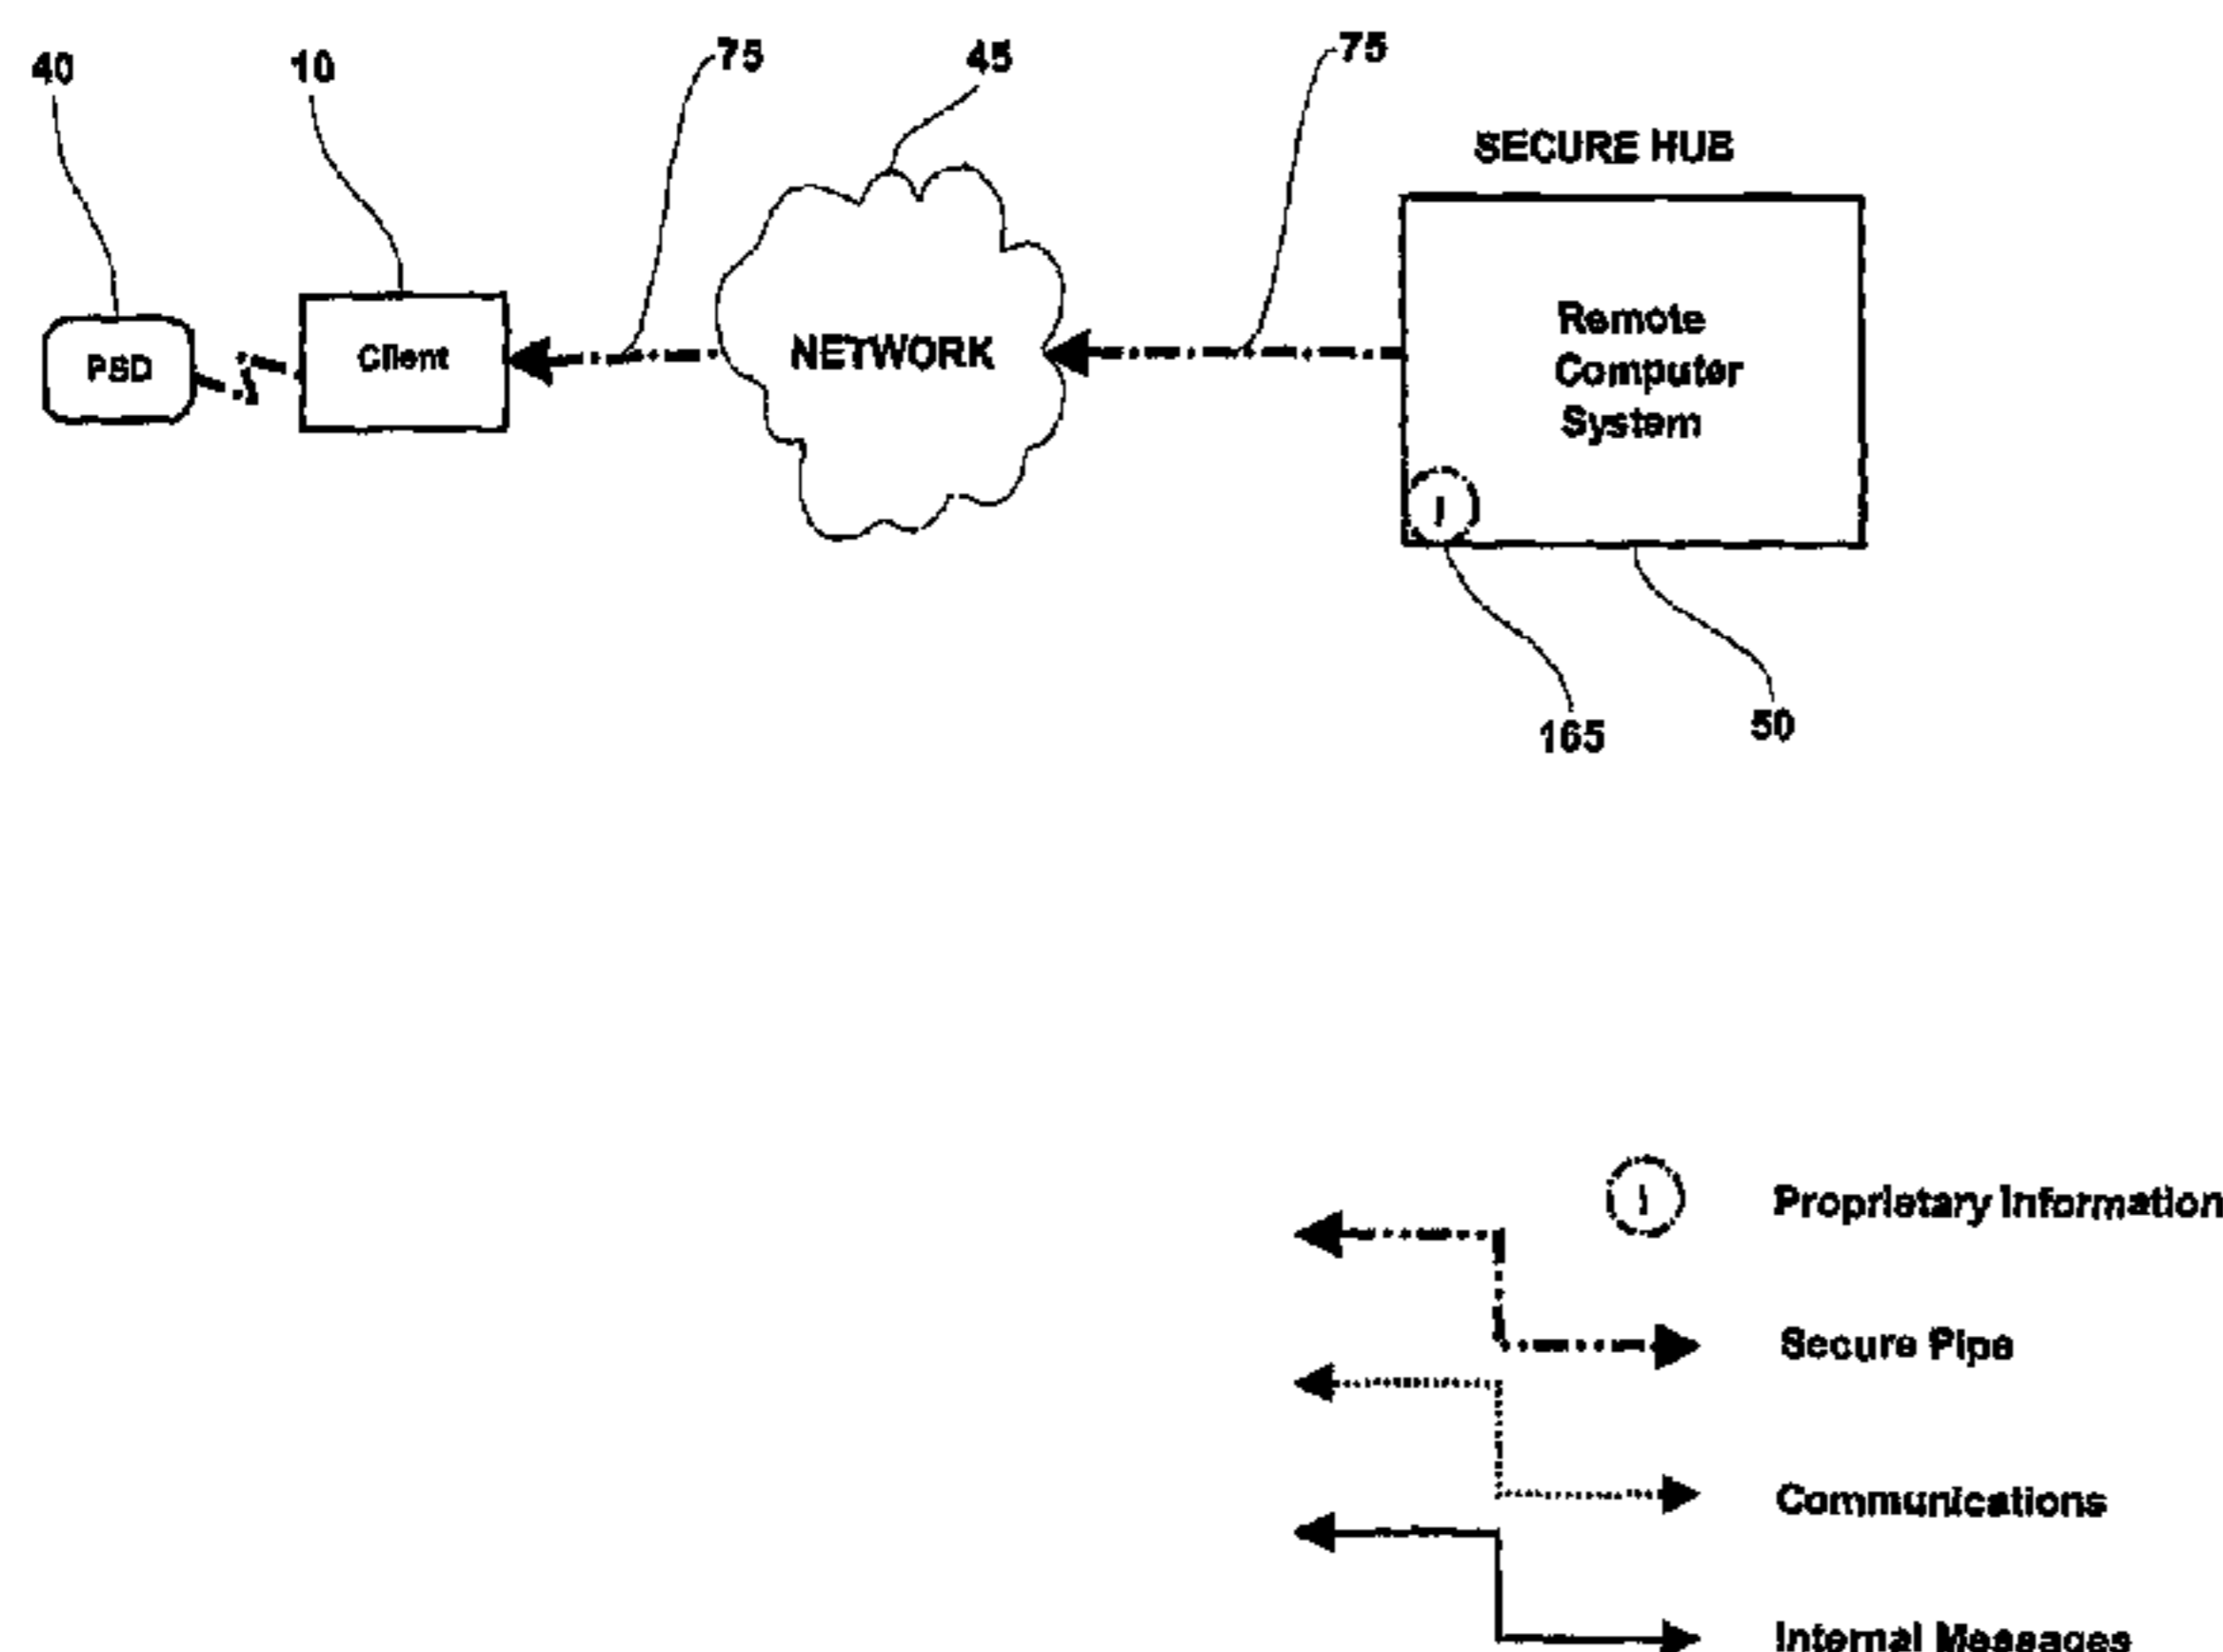 40
10
75
45
75
SECURE HUB
PSD
Client
NETWORK
Remote
Computer
System
I
165
50
I
Proprietary Information
Secure Pipe
Communications
Internal Messages